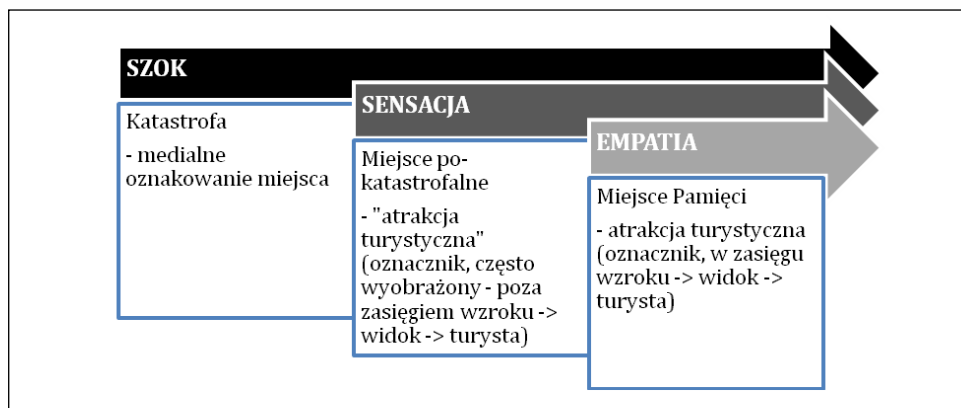 SZOK
Katastrofa
- medialne
oznakowanie miejsca
SENSACJA
Miejsce po-
katastrofalne
- "atrakcja
turystyczna"
(oznacznik, często
wyobrażony - poza
zasięgiem wzroku ->
widok -> turysta)
EMPATIA
Miejsce Pamięci
- atrakcja turystyczna
(oznacznik, w zasięgu
wzroku -> widok ->
turysta)